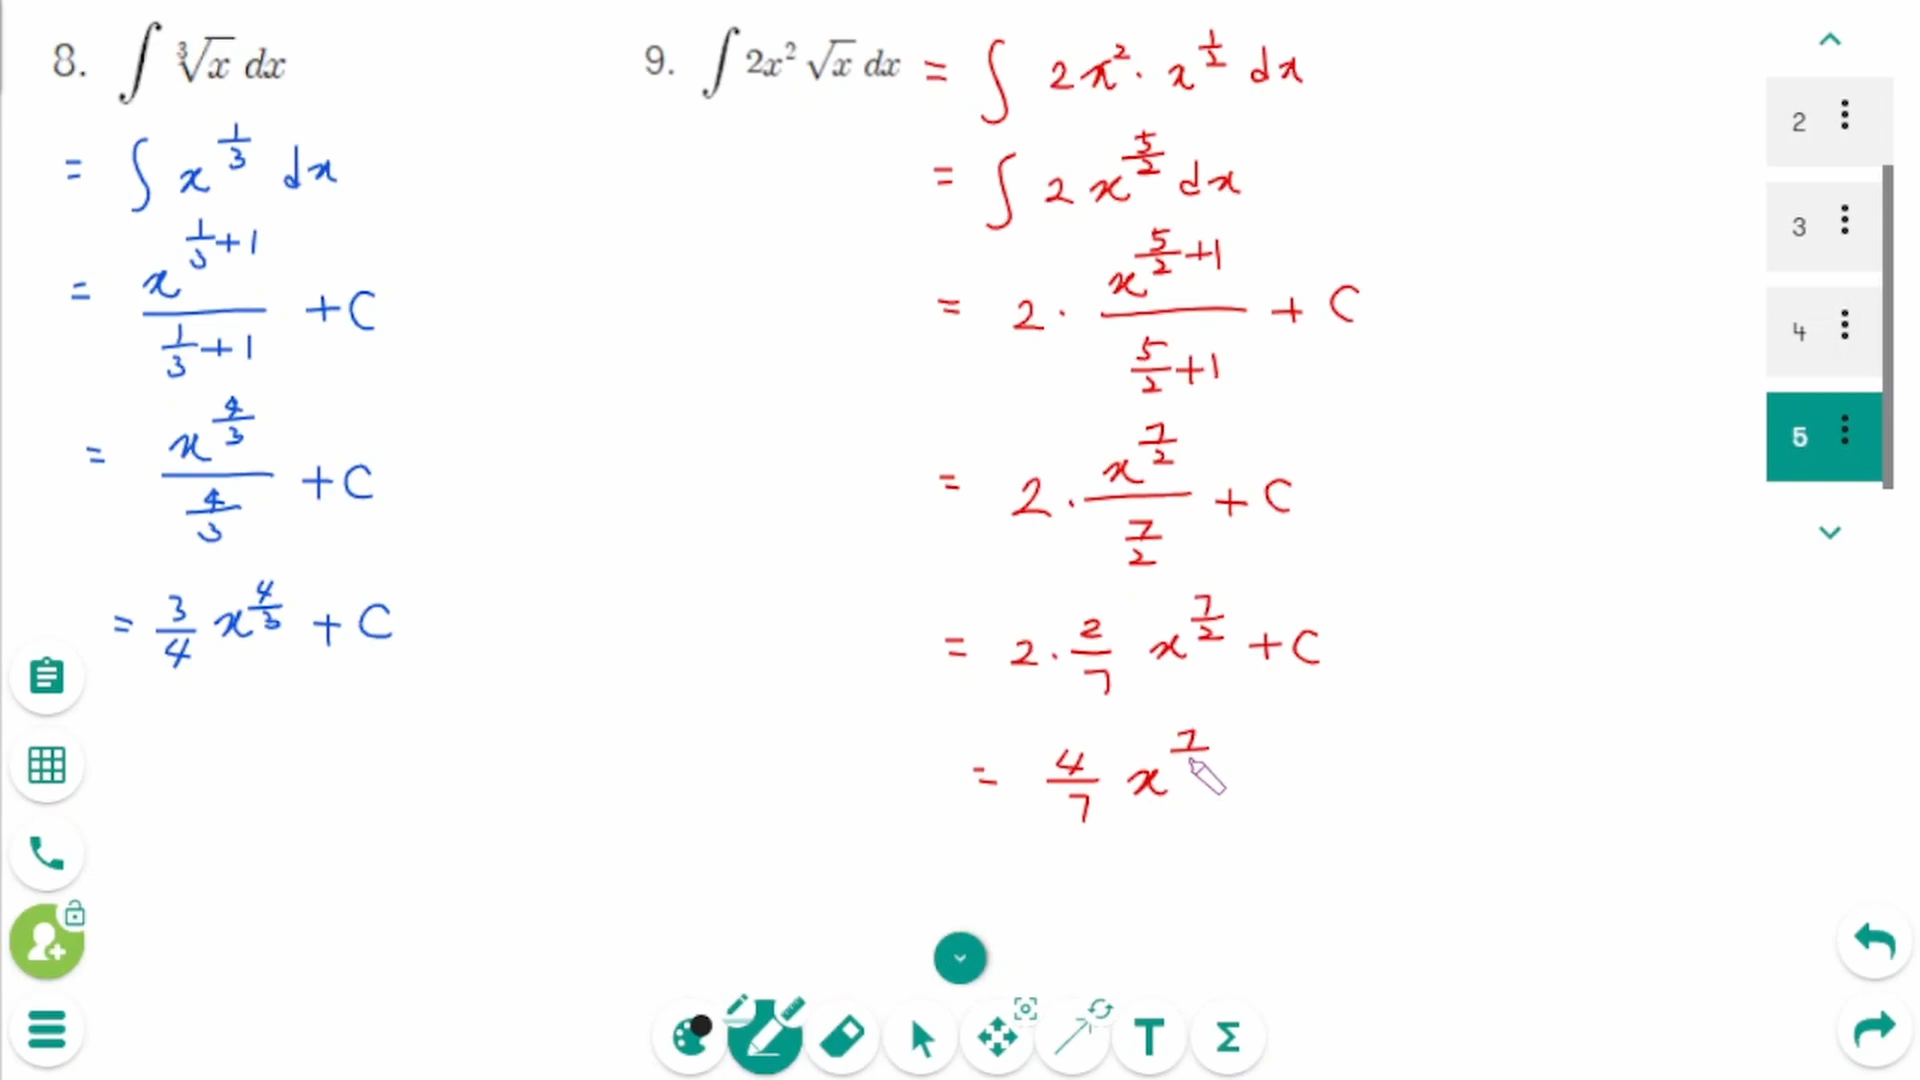 8. ∫ ∛x dx
= ∫ x^(1/3) dx
= x^(1/3+1) / (1/3+1) + C
= x^(4/3) / (4/3) + C
= 3/4 x^(4/3) + C
9. ∫ 2x² √x dx = ∫ 2x² · x^(1/2) dx
= ∫ 2 x^(5/2) dx
= 2 · x^(5/2+1) / (5/2+1) + C
= 2 · x^(7/2) / (7/2) + C
= 2 · 2/7 x^(7/2) + C
= 4/7 x^(7/
2
3
4
5
T
Σ